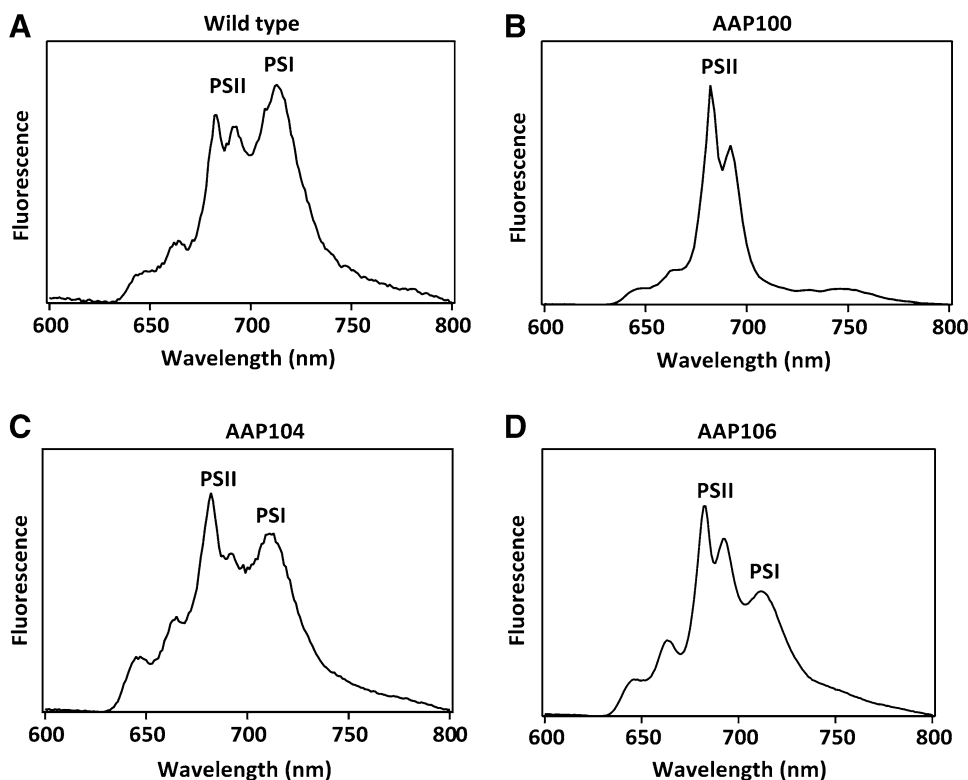 A
Wild type
PSII
PSI
Fluorescence
600 650 700 750 800
Wavelength (nm)
B
AAP100
PSII
Fluorescence
600 650 700 750 800
Wavelength (nm)
C
AAP104
PSII
PSI
Fluorescence
600 650 700 750 800
Wavelength (nm)
D
AAP106
PSII
PSI
Fluorescence
600 650 700 750 800
Wavelength (nm)